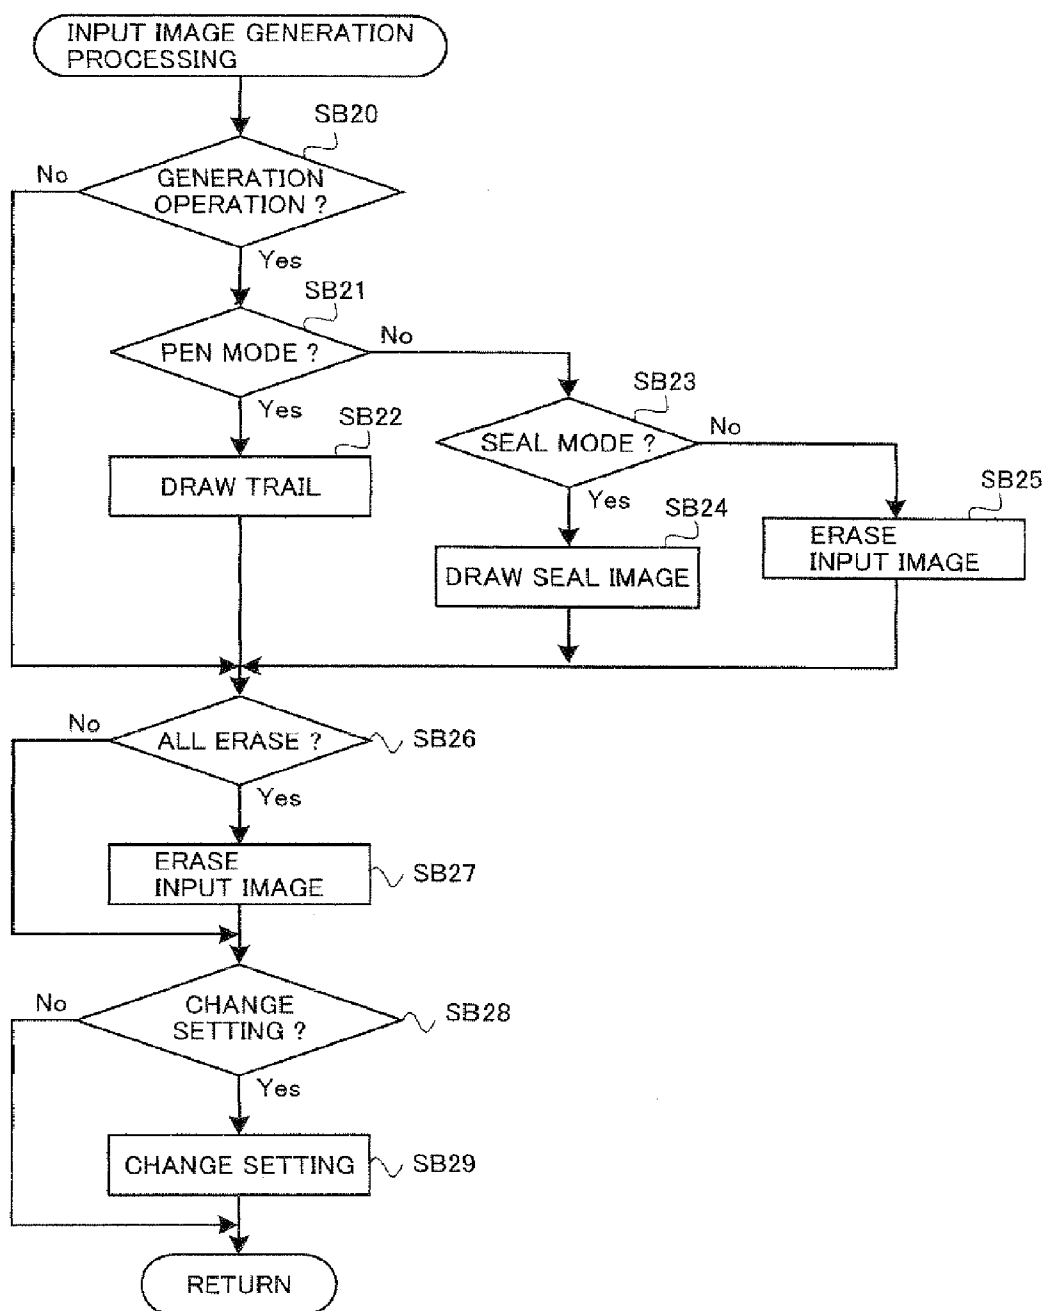 INPUT IMAGE GENERATION
PROCESSING
SB20
No
GENERATION
OPERATION ?
Yes
SB21
No
PEN MODE ?
Yes
SB23
SB22
No
SEAL MODE ?
DRAW TRAIL
SB25
Yes
SB24
ERASE
INPUT IMAGE
DRAW SEAL IMAGE
No
ALL ERASE ?
SB26
Yes
ERASE
INPUT IMAGE
SB27
No
CHANGE
SETTING ?
SB28
Yes
CHANGE SETTING
SB29
RETURN